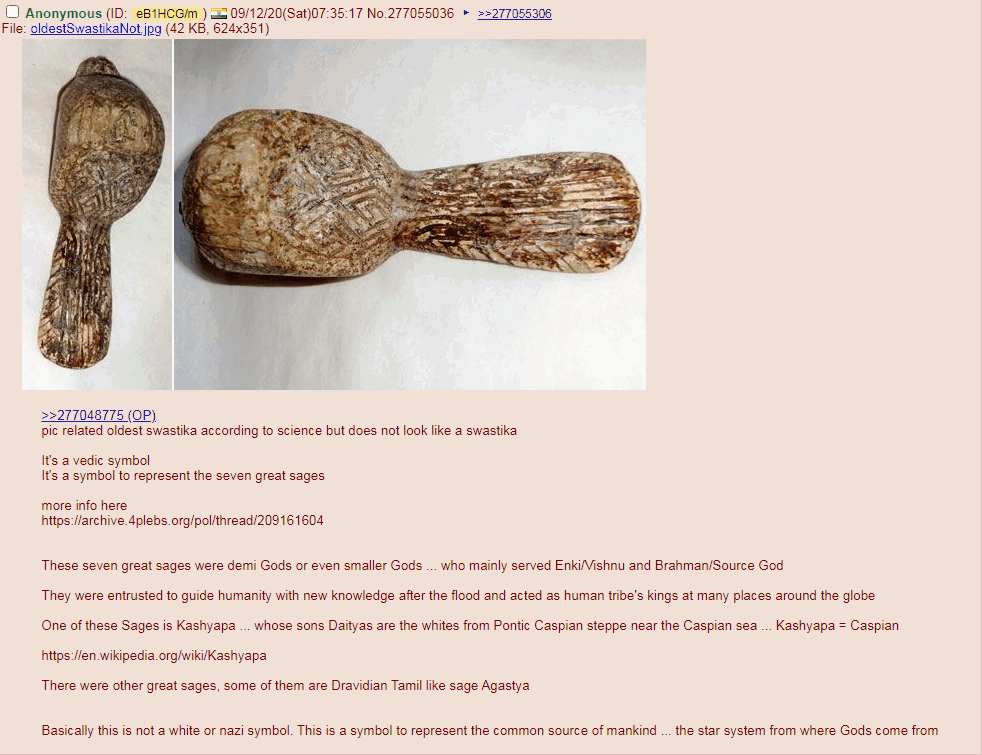 Anonymous (ID: eB1HCG/m ) 09/12/20(Sat)07:35:17 No.277055036 ► >>277055306
File: oldestSwastikaNot.jpg (42 KB, 624x351)
>>277048775 (OP)
pic related oldest swastika according to science but does not look like a swastika
It's a vedic symbol
It's a symbol to represent the seven great sages
more info here
https://archive.4plebs.org/pol/thread/209161604
These seven great sages were demi Gods or even smaller Gods ... who mainly served Enki/Vishnu and Brahman/Source God
They were entrusted to guide humanity with new knowledge after the flood and acted as human tribe's kings at many places around the globe
One of these Sages is Kashyapa ... whose sons Daityas are the whites from Pontic Caspian steppe near the Caspian sea ... Kashyapa = Caspian
https://en.wikipedia.org/wiki/Kashyapa
There were other great sages, some of them are Dravidian Tamil like sage Agastya
Basically this is not a white or nazi symbol. This is a symbol to represent the common source of mankind ... the star system from where Gods come from